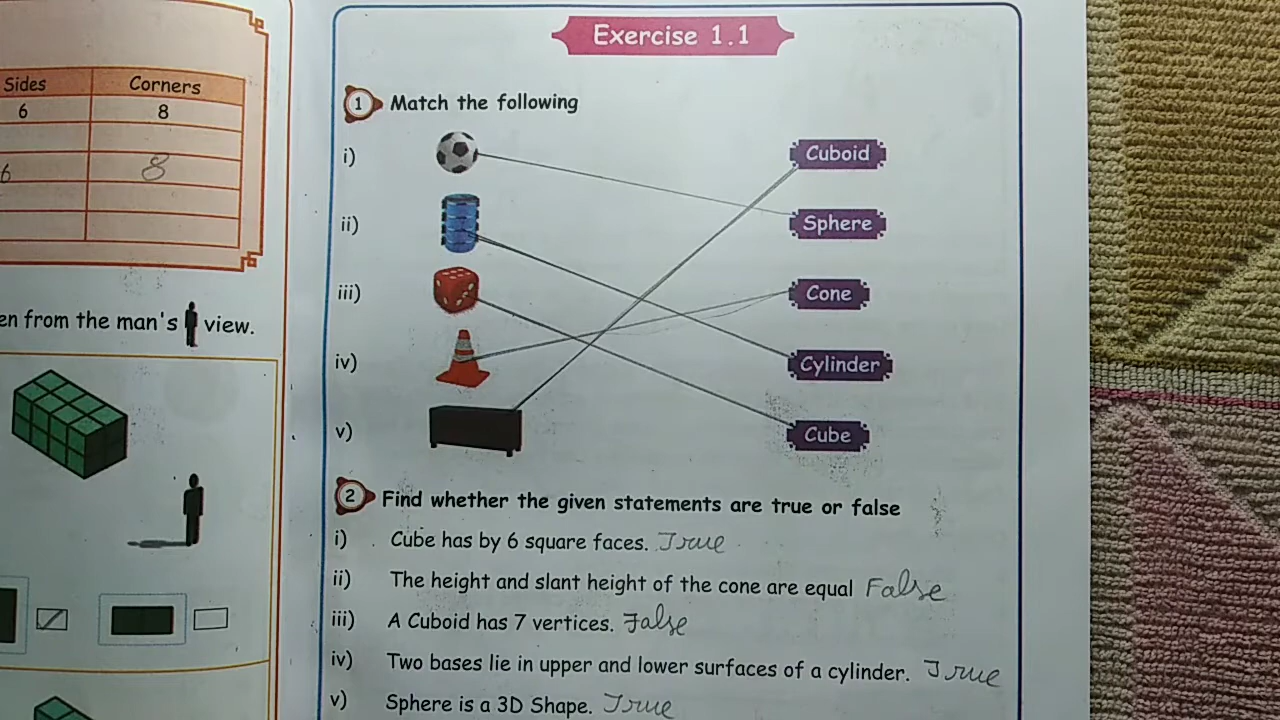 Sides Corners
6 8
6 8
en from the man's view.
Exercise 1.1
1 Match the following
i) Cuboid
ii) Sphere
iii) Cone
iv) Cylinder
v) Cube
2 Find whether the given statements are true or false
i) Cube has by 6 square faces. True
ii) The height and slant height of the cone are equal False
iii) A Cuboid has 7 vertices. False
iv) Two bases lie in upper and lower surfaces of a cylinder. True
v) Sphere is a 3D Shape. True